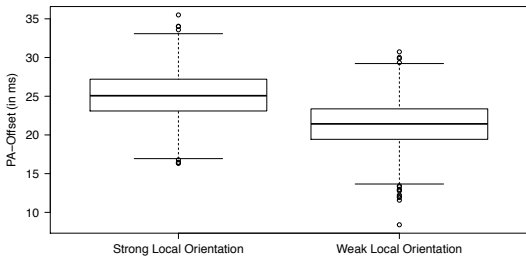 PA−Offset (in ms)
35
30
25
20
15
10
Strong Local Orientation
Weak Local Orientation